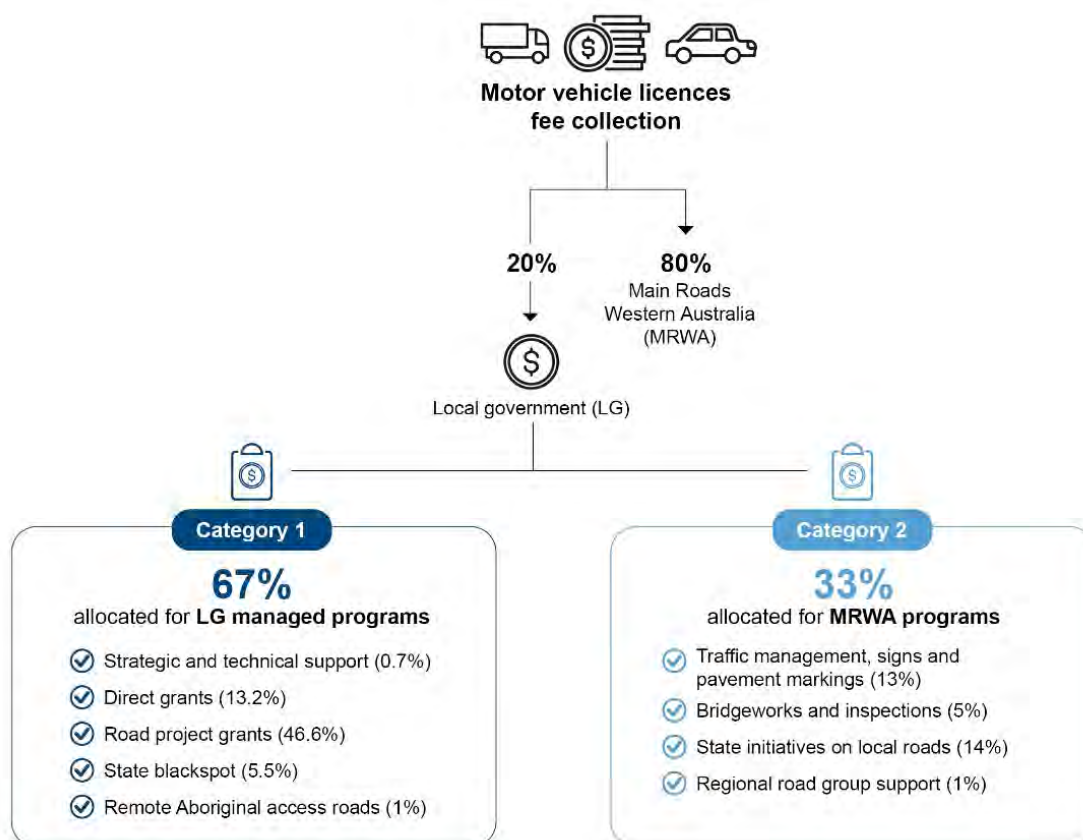 Motor vehicle licences
fee collection
20%
80%
Main Roads
Western Australia
(MRWA)
$
$
Local government (LG)
$
$
Category 1
67%
allocated for LG managed programs
Strategic and technical support (0.7%)
Direct grants (13.2%)
Road project grants (46.6%)
State blackspot (5.5%)
Remote Aboriginal access roads (1%)
Category 2
33%
allocated for MRWA programs
Traffic management, signs and
pavement markings (13%)
Bridgeworks and inspections (5%)
State initiatives on local roads (14%)
Regional road group support (1%)